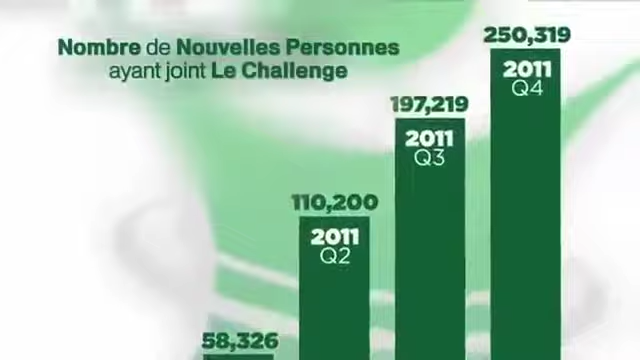 Nombre de Nouvelles Personnes
ayant joint Le Challenge
250,319
2011
Q4
197,219
2011
Q3
110,200
2011
Q2
58,326